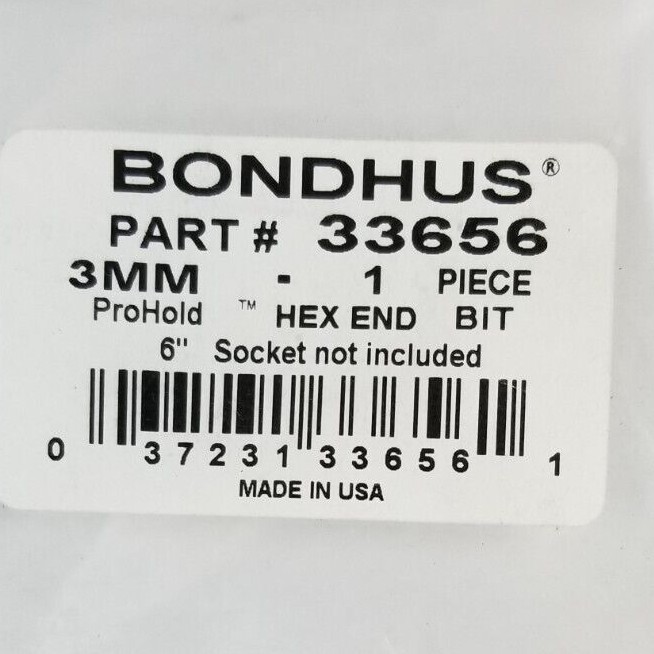 BONDHUS®
PART # 33656
3MM - 1 PIECE
ProHold ™ HEX END BIT
6" Socket not included
0 37231 33656 1
MADE IN USA